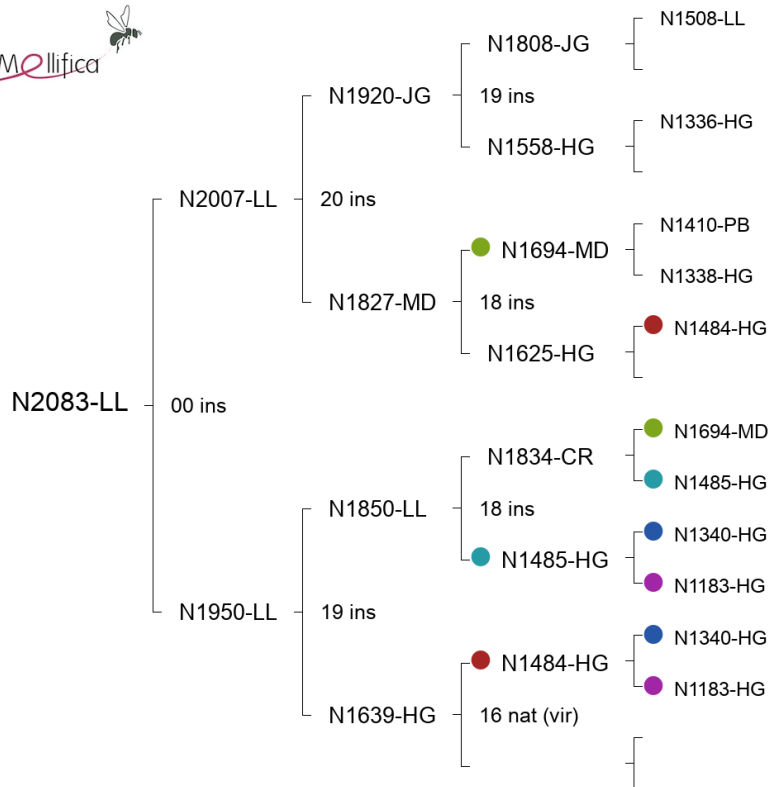 Mellifica
N1508-LL
N1808-JG
N1920-JG
19 ins
N1336-HG
N1558-HG
N2007-LL
20 ins
N1410-PB
N1694-MD
N1338-HG
N1827-MD
18 ins
N1484-HG
N1625-HG
N2083-LL
00 ins
N1694-MD
N1834-CR
N1485-HG
N1850-LL
18 ins
N1340-HG
N1485-HG
N1183-HG
N1950-LL
19 ins
N1340-HG
N1484-HG
N1183-HG
N1639-HG
16 nat (vir)